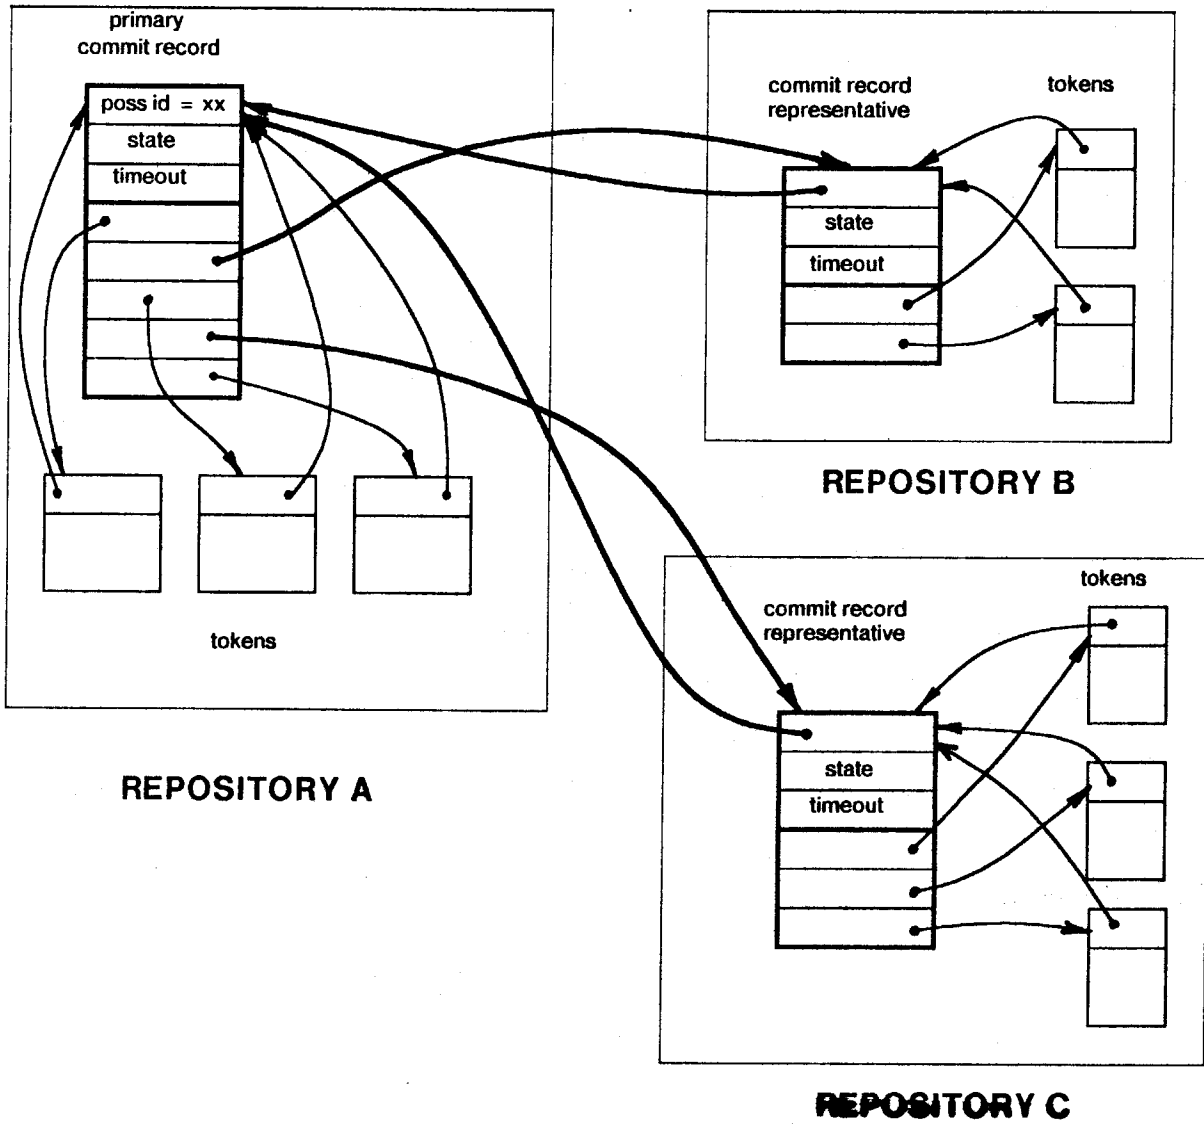 primary
commit record
poss id = xx
state
timeout
tokens
REPOSITORY A
commit record
representative
tokens
state
timeout
REPOSITORY B
tokens
commit record
representative
state
timeout
REPOSITORY C